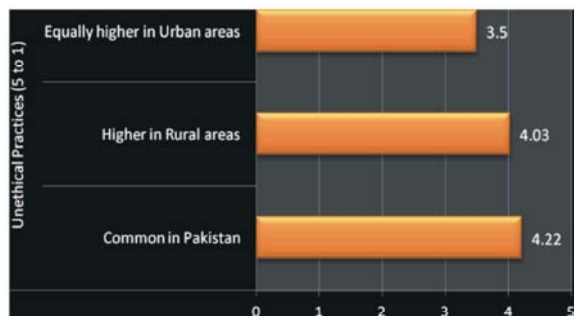 Unethical Practices (5 to 1)
Equally higher in Urban areas
3.5
Higher in Rural areas
4.03
Common in Pakistan
4.22
0 1 2 3 4 5